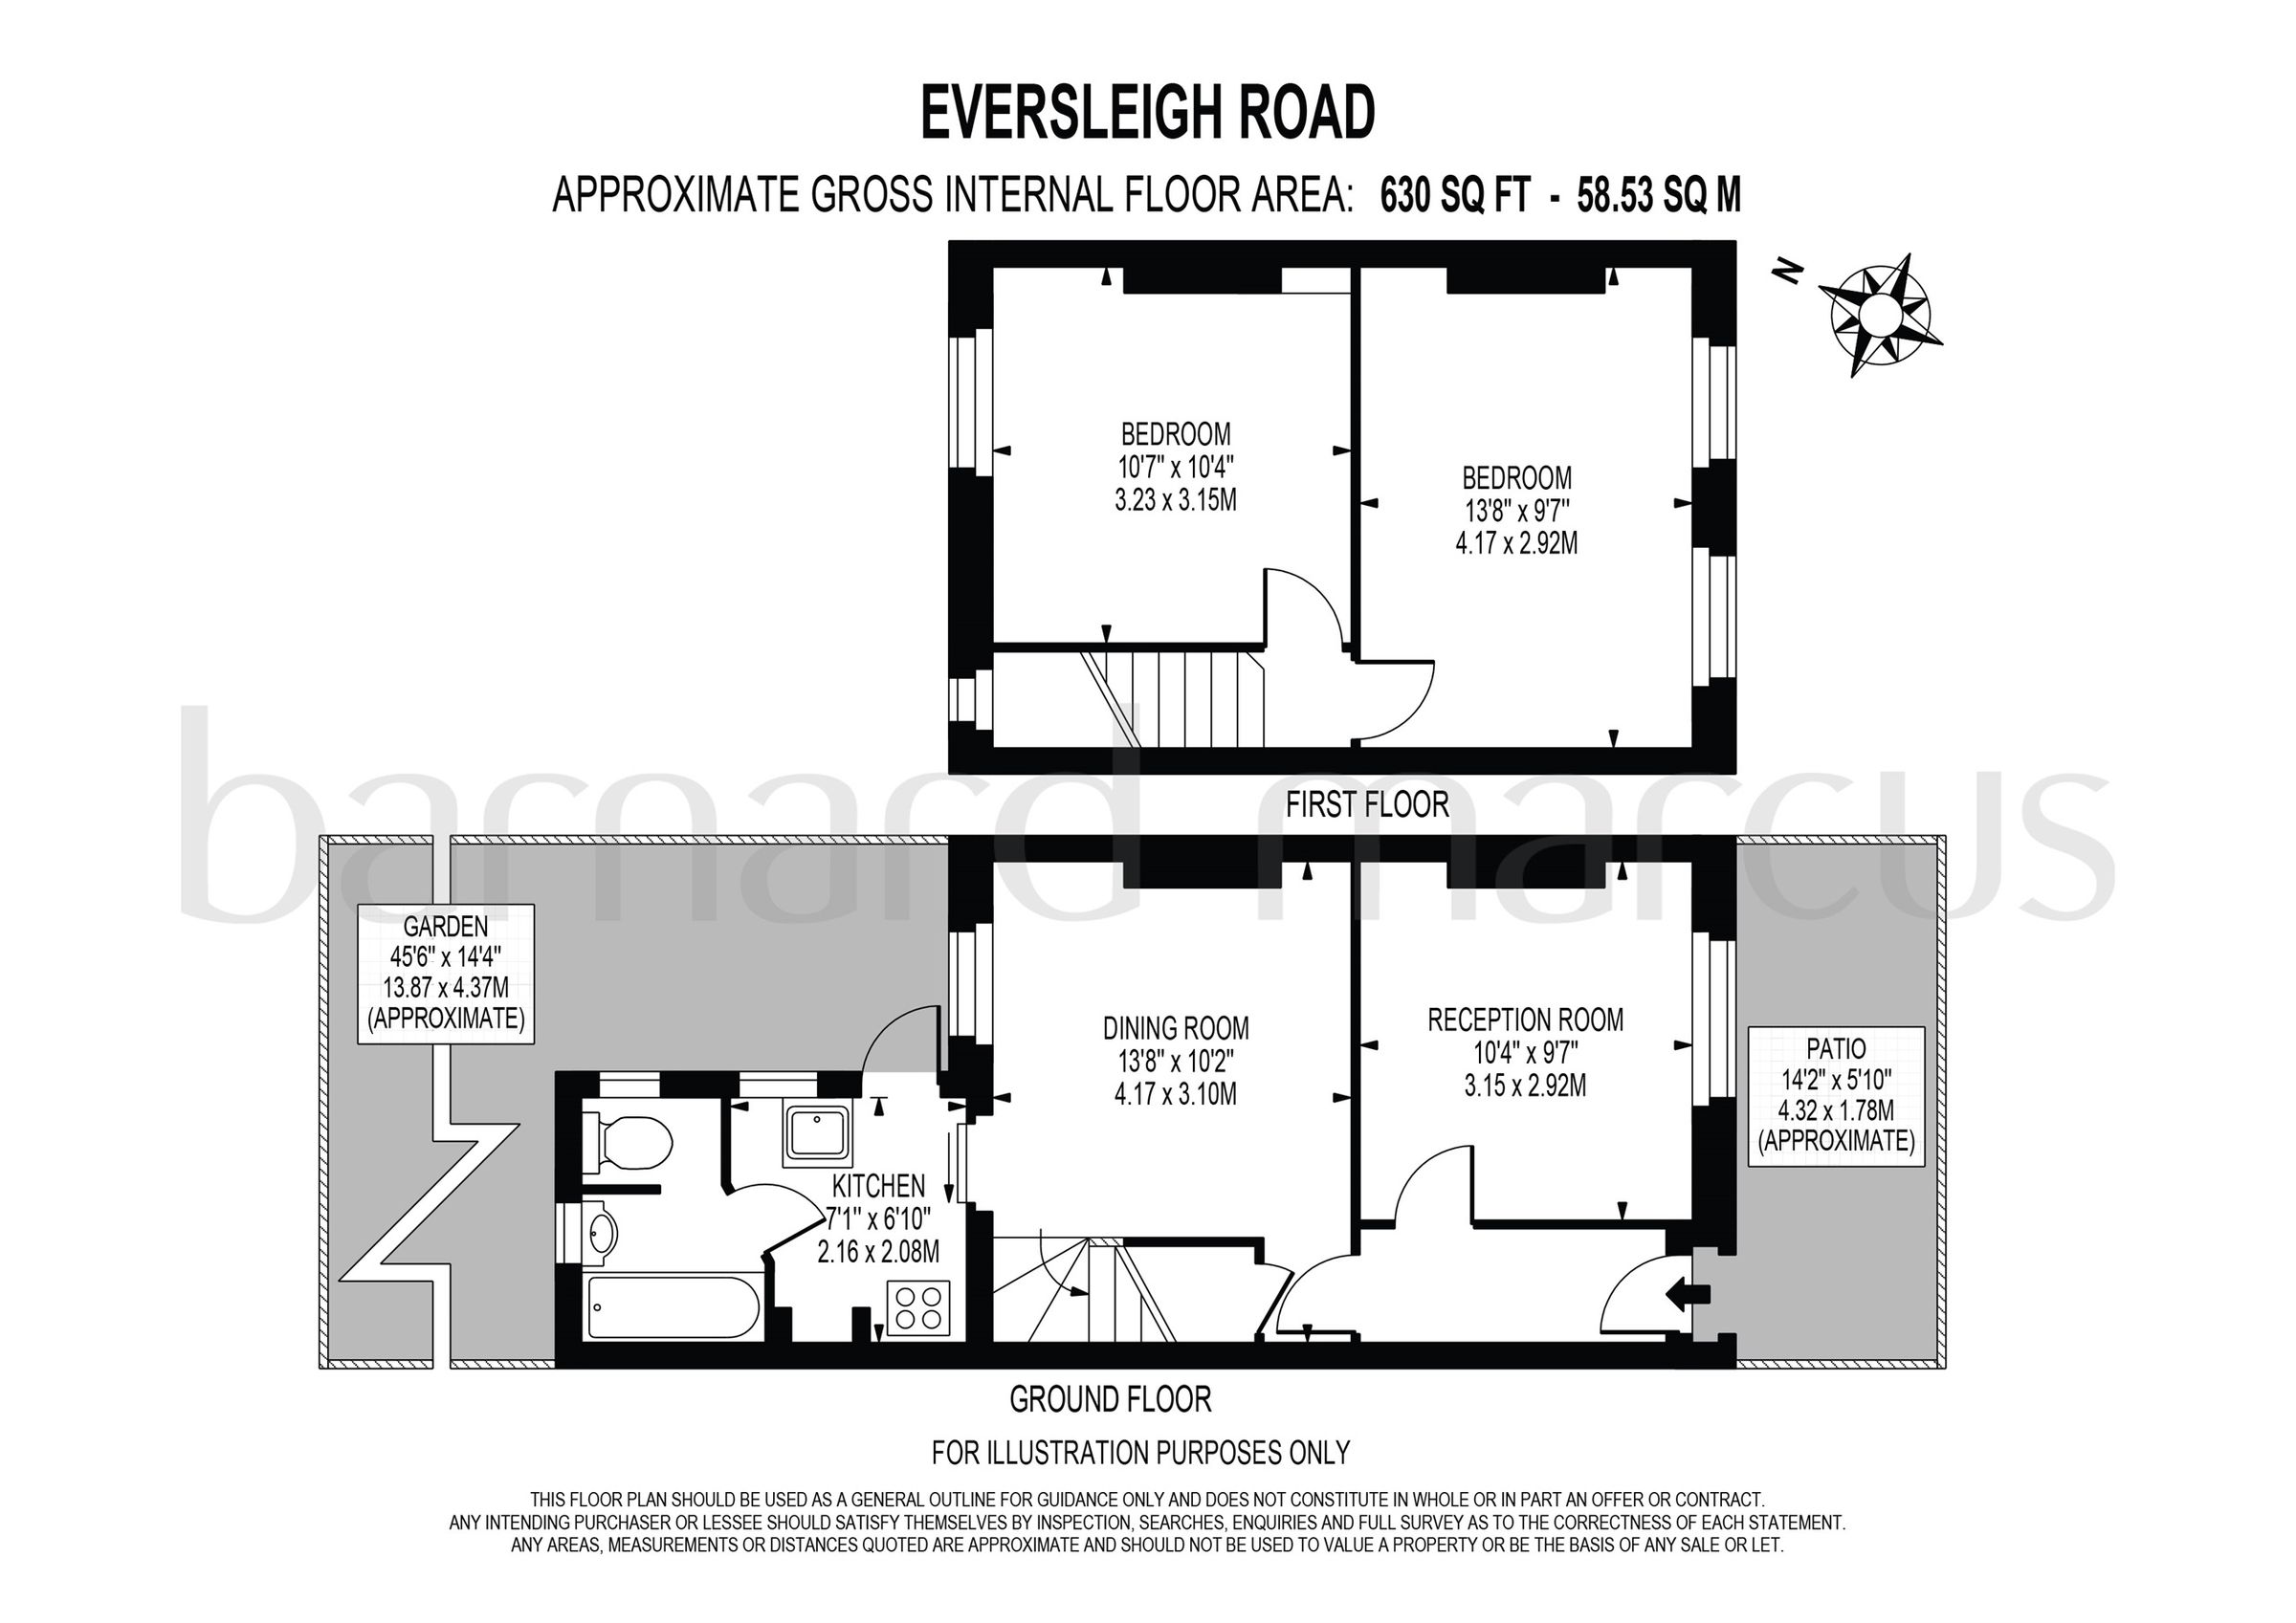 EVERSLEIGH ROAD
APPROXIMATE GROSS INTERNAL FLOOR AREA: 630 SQ FT - 58.53 SQ M
N
BEDROOM
10'7" x 10'4"
3.23 x 3.15M
BEDROOM
13'8" x 9'7"
4.17 x 2.92M
barnard marcus
FIRST FLOOR
GARDEN
45'6" x 14'4"
13.87 x 4.37M
(APPROXIMATE)
DINING ROOM
13'8" x 10'2"
4.17 x 3.10M
RECEPTION ROOM
10'4" x 9'7"
3.15 x 2.92M
PATIO
14'2" x 5'10"
4.32 x 1.78M
(APPROXIMATE)
KITCHEN
7'1" x 6'10"
2.16 x 2.08M
GROUND FLOOR
FOR ILLUSTRATION PURPOSES ONLY
THIS FLOOR PLAN SHOULD BE USED AS A GENERAL OUTLINE FOR GUIDANCE ONLY AND DOES NOT CONSTITUTE IN WHOLE OR IN PART AN OFFER OR CONTRACT.
ANY INTENDING PURCHASER OR LESSEE SHOULD SATISFY THEMSELVES BY INSPECTION, SEARCHES, ENQUIRIES AND FULL SURVEY AS TO THE CORRECTNESS OF EACH STATEMENT.
ANY AREAS, MEASUREMENTS OR DISTANCES QUOTED ARE APPROXIMATE AND SHOULD NOT BE USED TO VALUE A PROPERTY OR BE THE BASIS OF ANY SALE OR LET.